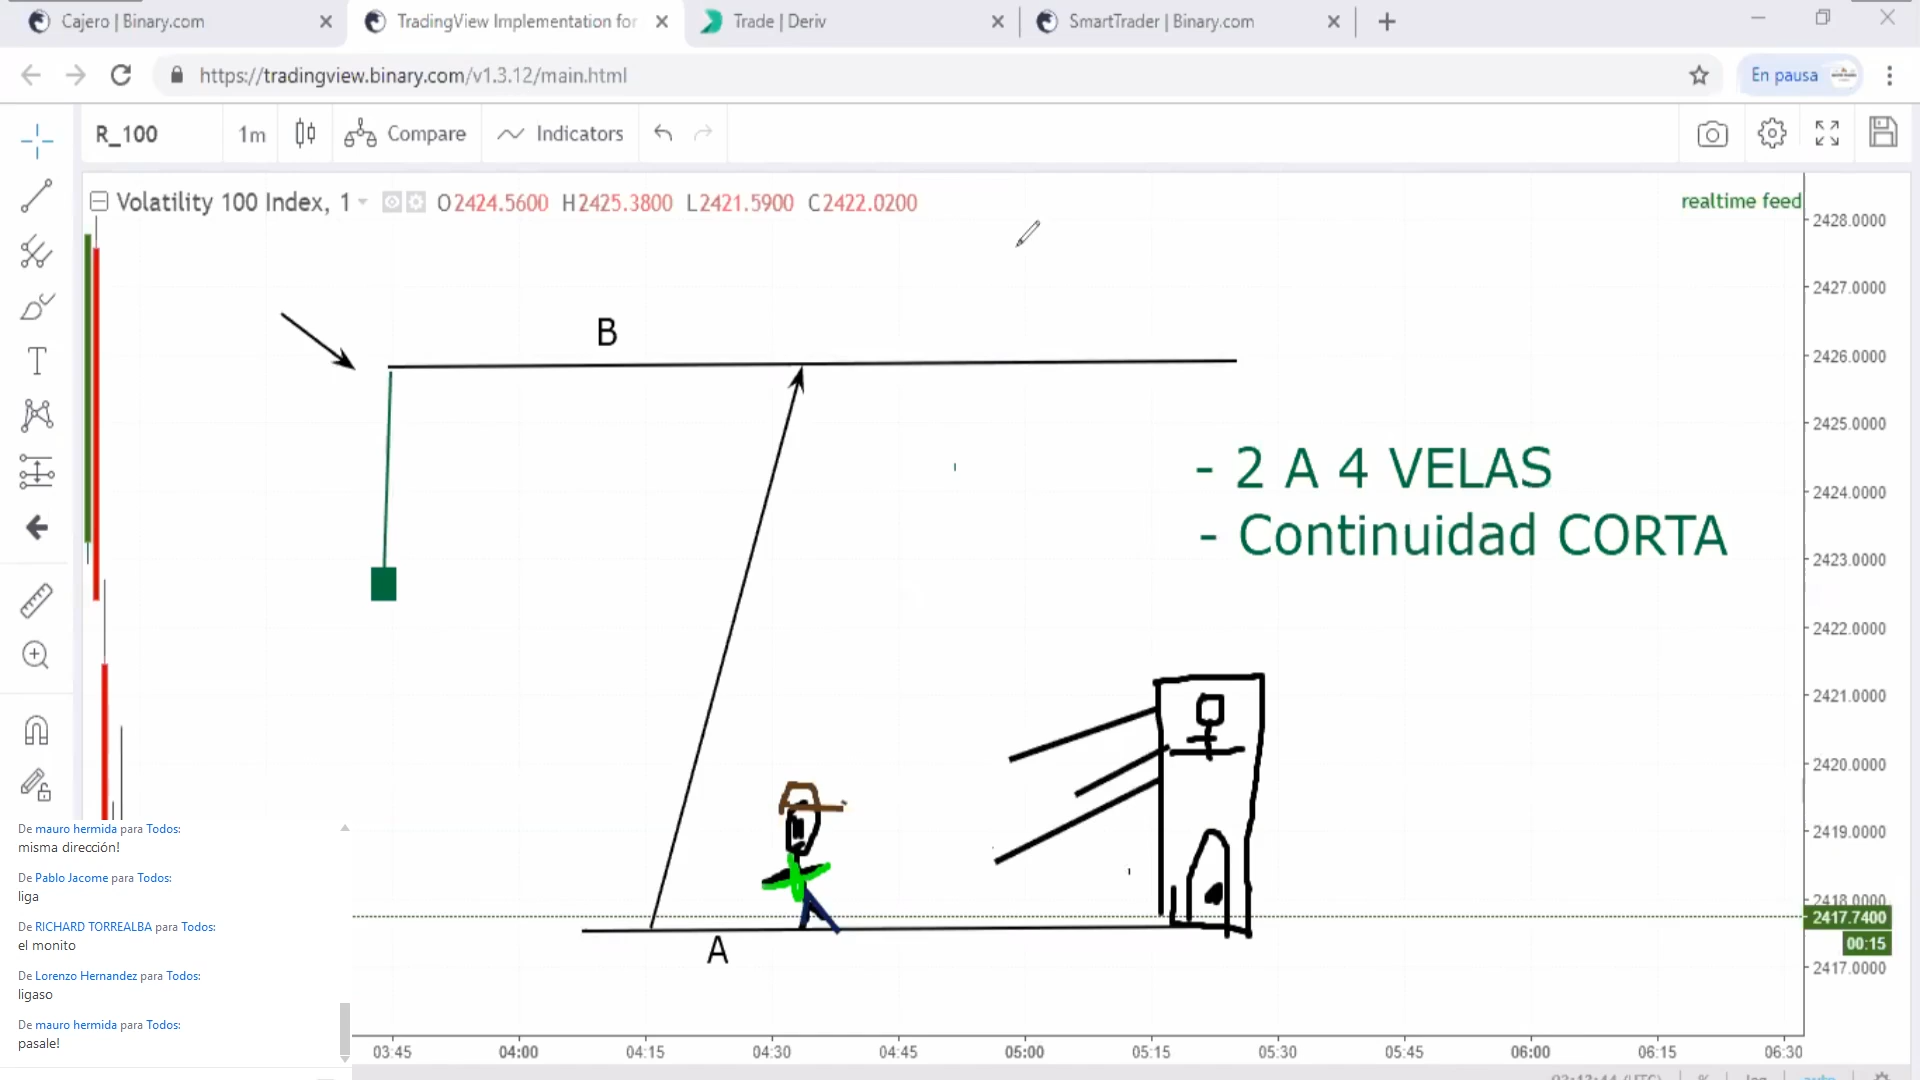 Cajero | Binary.com
TradingView Implementation for
Trade | Deriv
SmartTrader | Binary.com
https://tradingview.binary.com/v1.3.12/main.html
En pausa
R_100
1m
Compare
Indicators
Volatility 100 Index, 1
O2424.5600 H2425.3800 L2421.5900 C2422.0200
realtime feed
2428.0000
2427.0000
2426.0000
2425.0000
2424.0000
2423.0000
2422.0000
2421.0000
2420.0000
2419.0000
2418.0000
2417.7400
00:15
2417.0000
B
- 2 A 4 VELAS
- Continuidad CORTA
A
De mauro hermida para Todos:
misma dirección!
De Pablo Jacome para Todos:
liga
De RICHARD TORREALBA para Todos:
el monito
De Lorenzo Hernandez para Todos:
ligaso
De mauro hermida para Todos:
pasale!
03:45 04:00 04:15 04:30 04:45 05:00 05:15 05:30 05:45 06:00 06:15 06:30